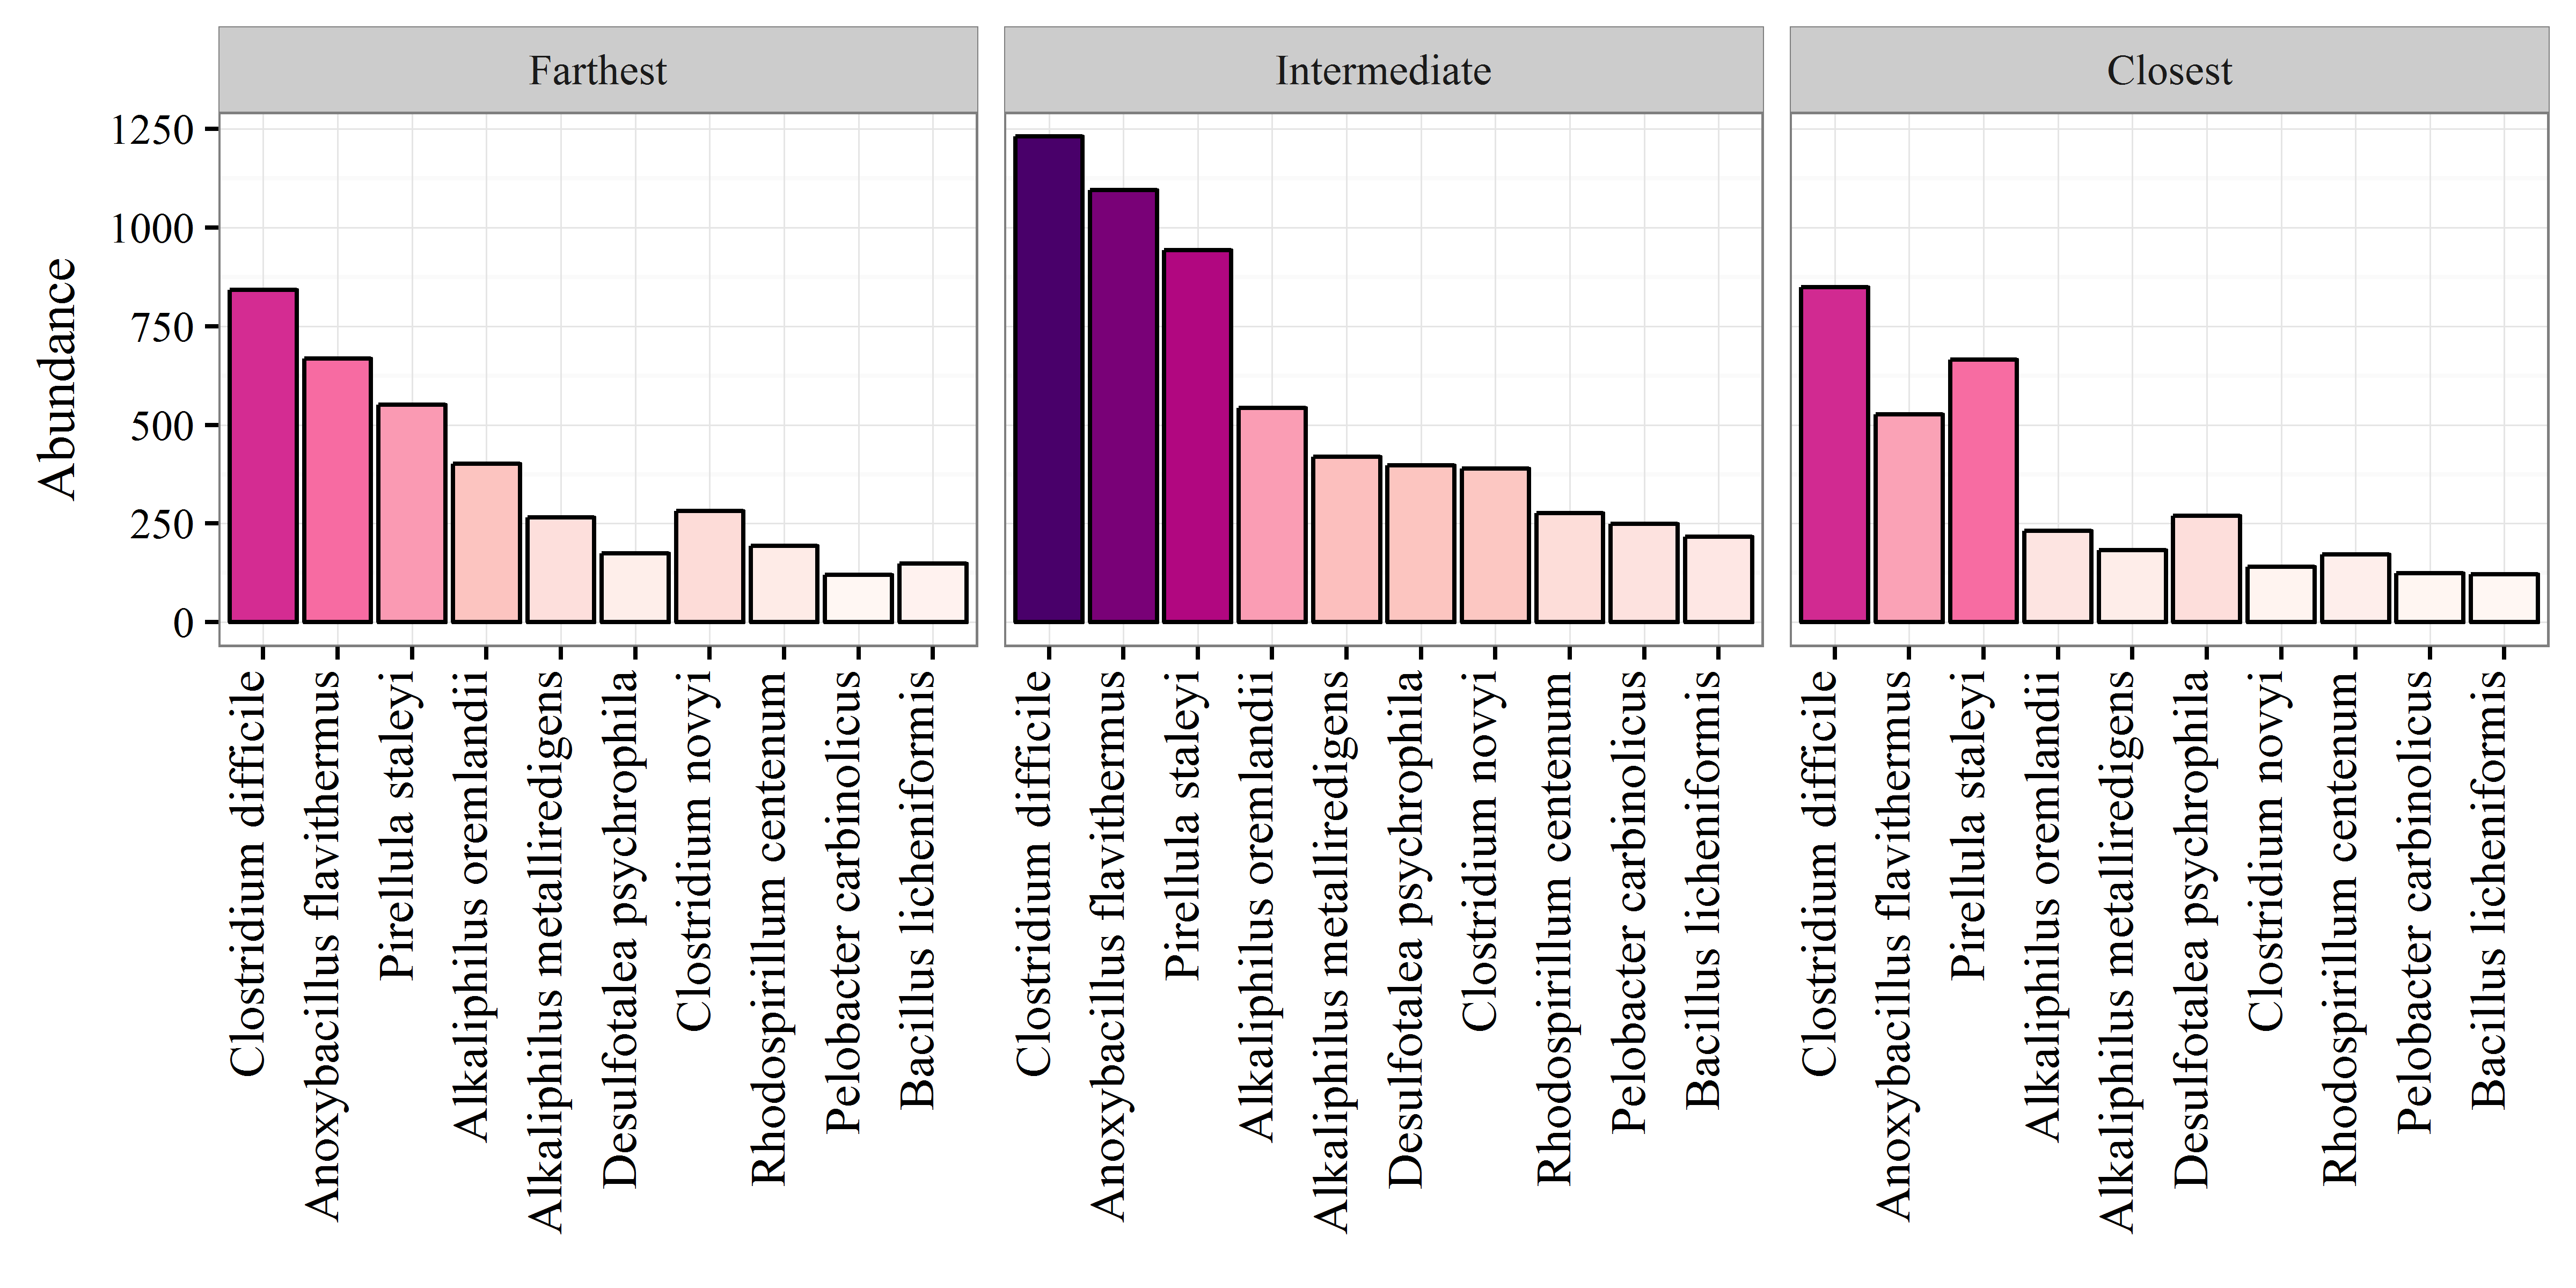 Farthest
Intermediate
Closest
Abundance
1250
1000
750
500
250
0
Clostridium difficile
Anoxybacillus flavithermus
Pirellula staleyi
Alkaliphilus oremlandii
Alkaliphilus metalliredigens
Desulfotalea psychrophila
Clostridium novyi
Rhodospirillum centenum
Pelobacter carbinolicus
Bacillus licheniformis
Clostridium difficile
Anoxybacillus flavithermus
Pirellula staleyi
Alkaliphilus oremlandii
Alkaliphilus metalliredigens
Desulfotalea psychrophila
Clostridium novyi
Rhodospirillum centenum
Pelobacter carbinolicus
Bacillus licheniformis
Clostridium difficile
Anoxybacillus flavithermus
Pirellula staleyi
Alkaliphilus oremlandii
Alkaliphilus metalliredigens
Desulfotalea psychrophila
Clostridium novyi
Rhodospirillum centenum
Pelobacter carbinolicus
Bacillus licheniformis